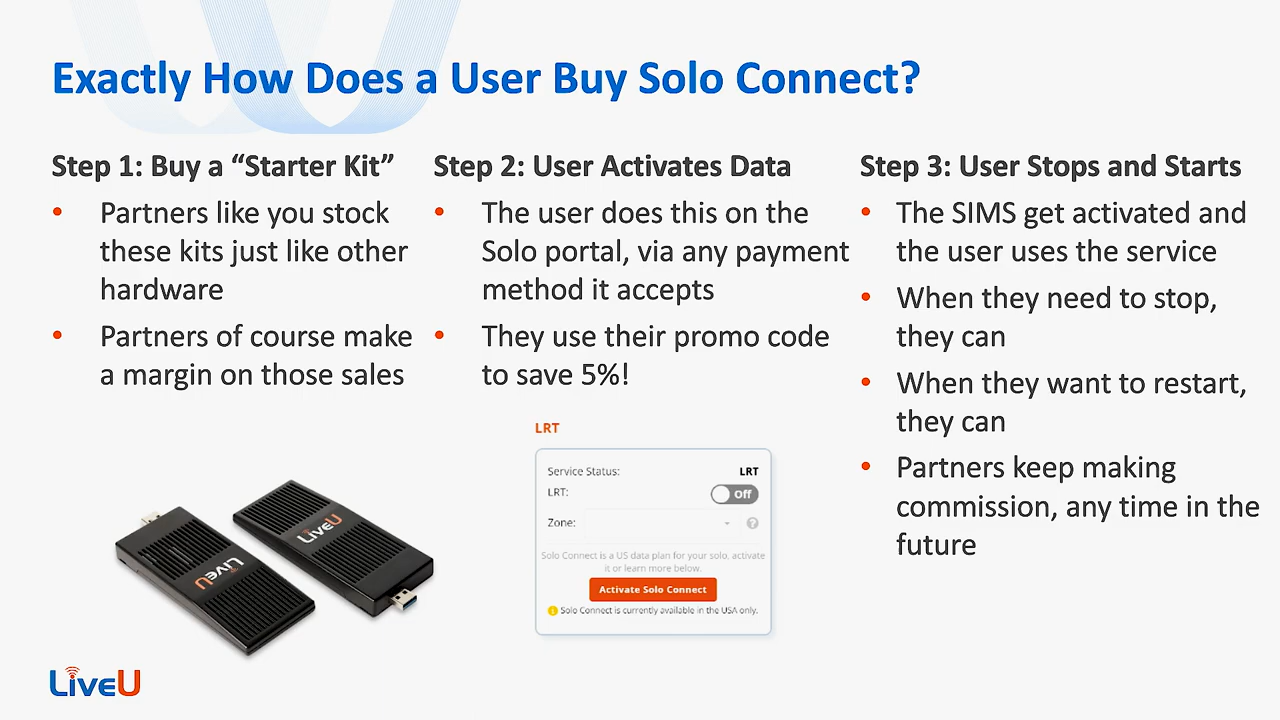 Exactly How Does a User Buy Solo Connect?
Step 1: Buy a “Starter Kit”
• Partners like you stock
these kits just like other
hardware
• Partners of course make
a margin on those sales
LiveU
LiveU
Step 2: User Activates Data
• The user does this on the
Solo portal, via any payment
method it accepts
• They use their promo code
to save 5%!
LRT
Service Status: LRT
LRT: Off
Zone:
Solo Connect is a US data plan for your solo, activate
it or learn more below.
Activate Solo Connect
Solo Connect is currently available in the USA only.
Step 3: User Stops and Starts
• The SIMS get activated and
the user uses the service
• When they need to stop,
they can
• When they want to restart,
they can
• Partners keep making
commission, any time in the
future
LiveU